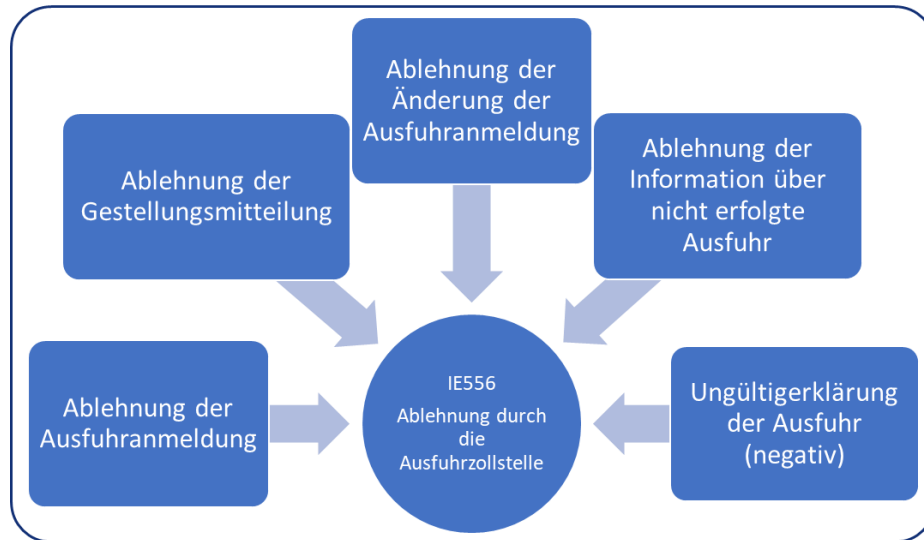 Ablehnung der
Änderung der
Ausfuhranmeldung
Ablehnung der
Gestellungsmitteilung
Ablehnung der
Information über
nicht erfolgte
Ausfuhr
Ablehnung der
Ausfuhranmeldung
IE556
Ablehnung durch
die
Ausfuhrzollstelle
Ungültigerklärung
der Ausfuhr
(negativ)